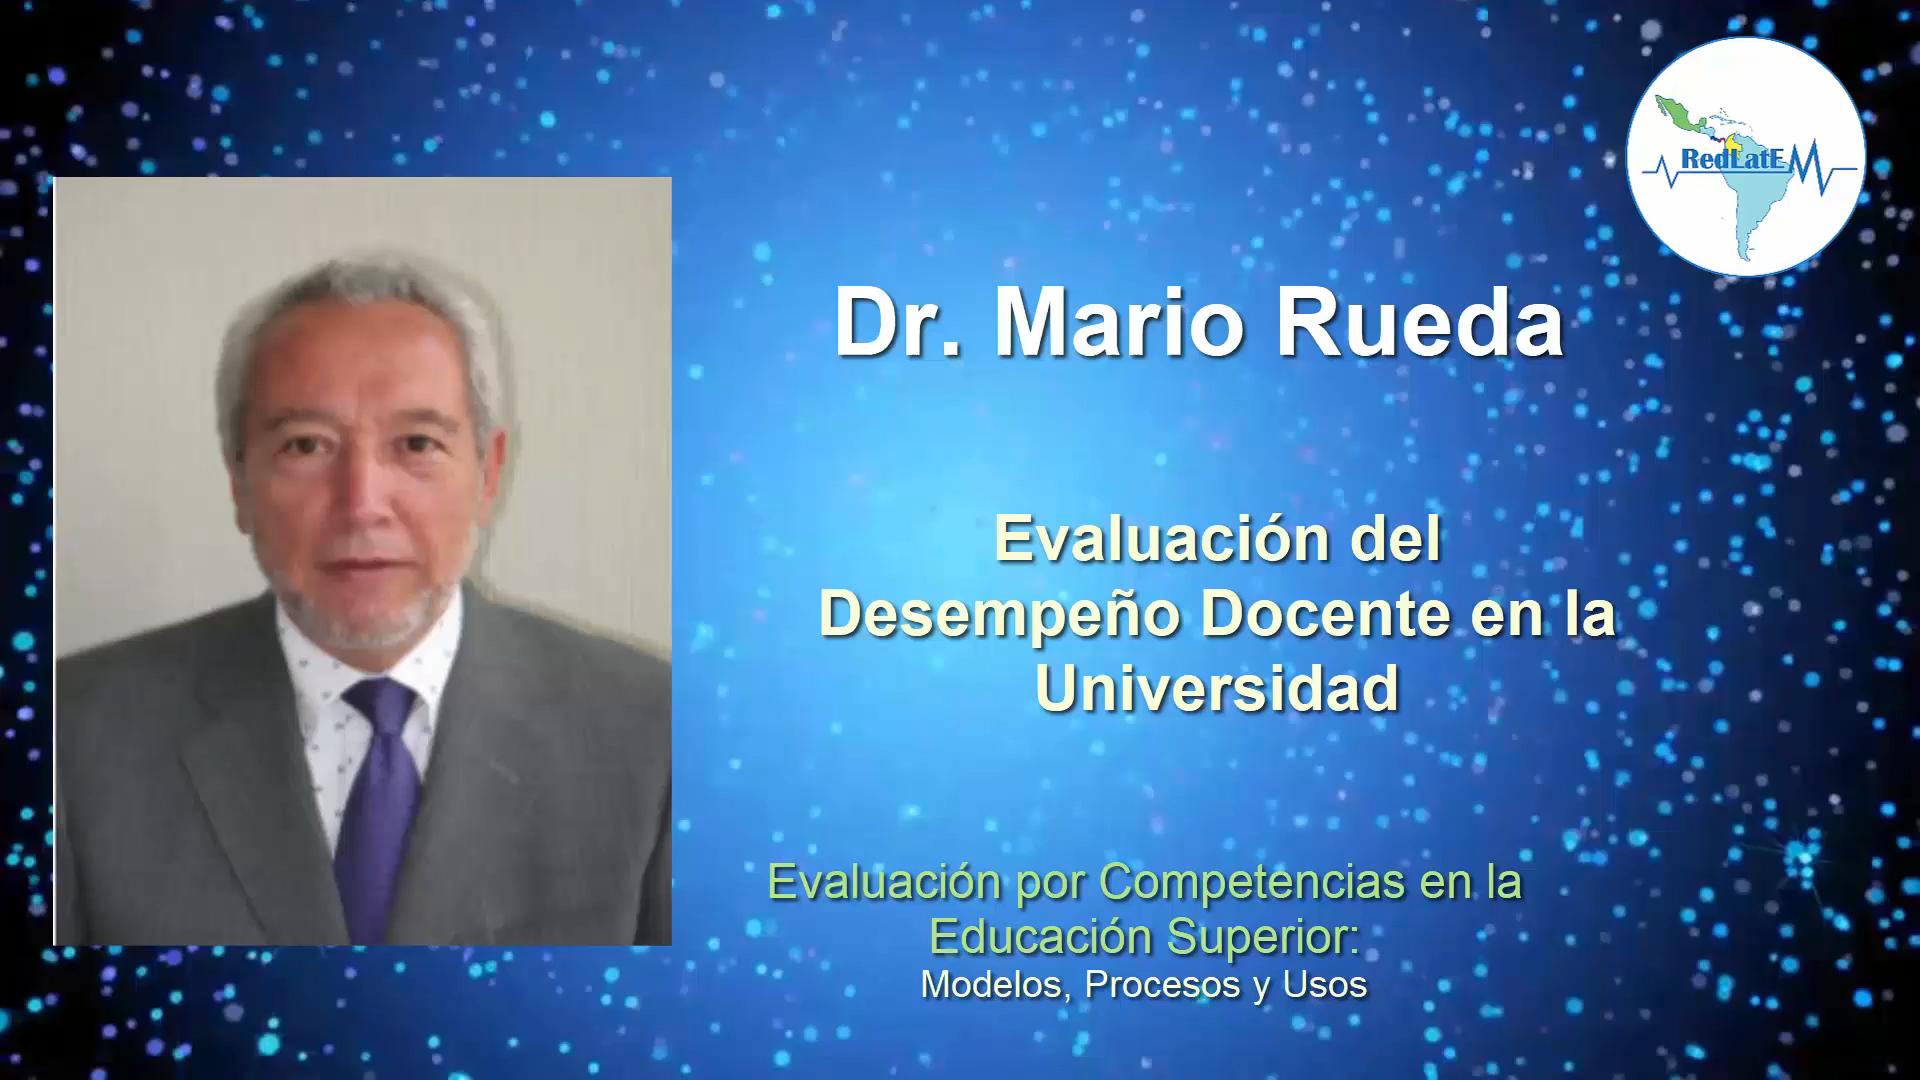 RedLatEM
Dr. Mario Rueda
Evaluación del
Desempeño Docente en la
Universidad
Evaluación por Competencias en la
Educación Superior:
Modelos, Procesos y Usos